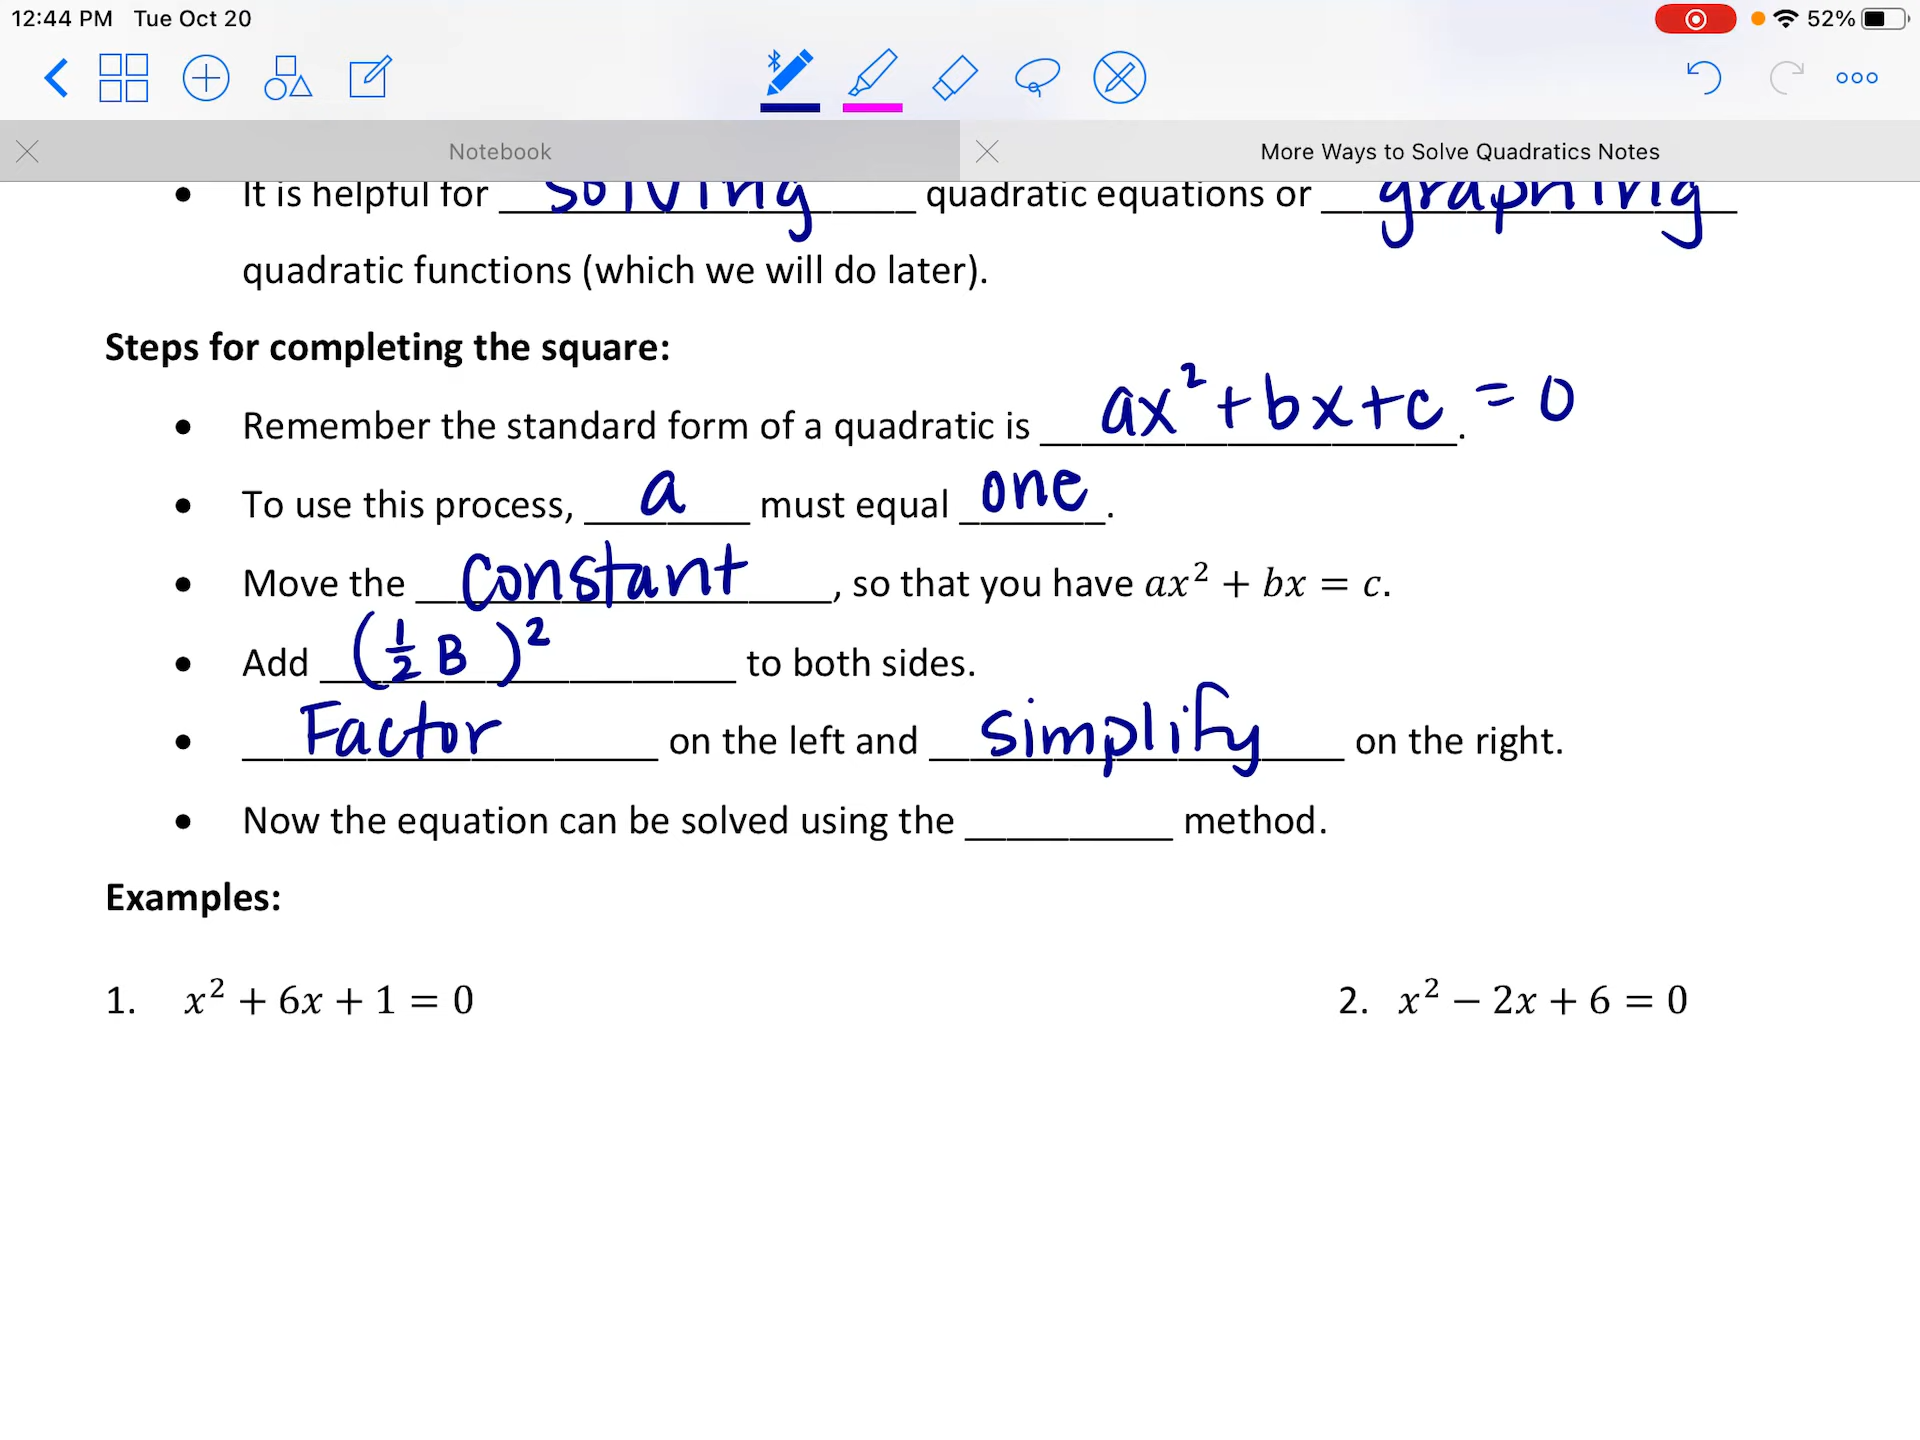 12:44 PM Tue Oct 20 52%
Notebook More Ways to Solve Quadratics Notes
• It is helpful for solving quadratic equations or graphing
quadratic functions (which we will do later).
Steps for completing the square:
• Remember the standard form of a quadratic is ax² + bx + c = 0.
• To use this process, a must equal one.
• Move the constant, so that you have ax² + bx = c.
• Add (½ B)² to both sides.
• Factor on the left and simplify on the right.
• Now the equation can be solved using the __________ method.
Examples:
1. x² + 6x + 1 = 0 2. x² − 2x + 6 = 0